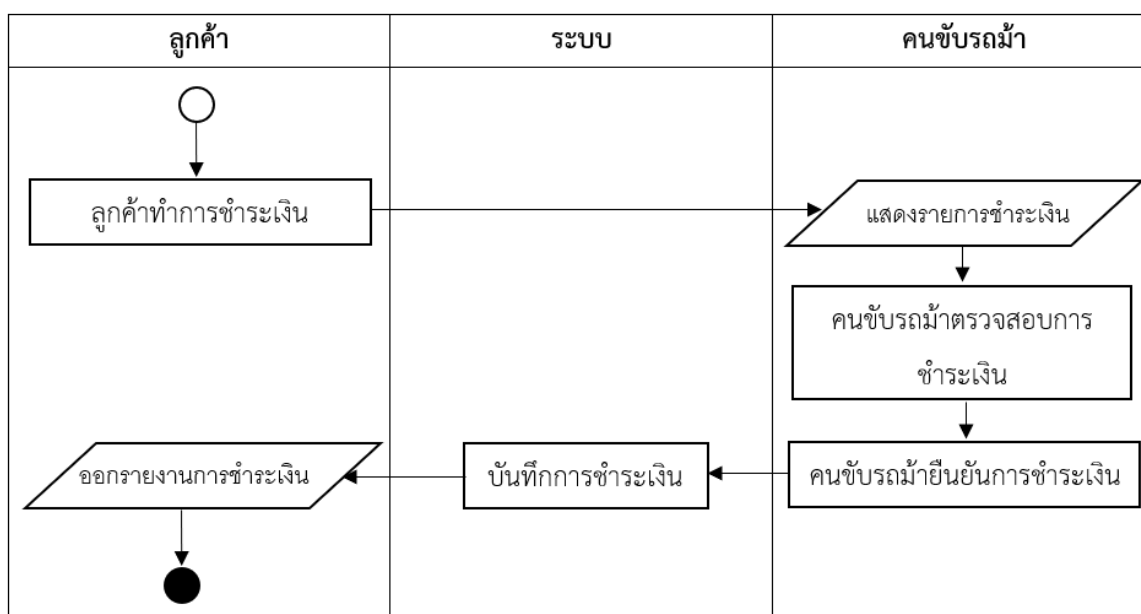 ลูกค้า
ระบบ
คนขับรถม้า
ลูกค้าทำการชำระเงิน
แสดงรายการชำระเงิน
คนขับรถม้าตรวจสอบการ
ชำระเงิน
คนขับรถม้ายืนยันการชำระเงิน
บันทึกการชำระเงิน
ออกรายงานการชำระเงิน